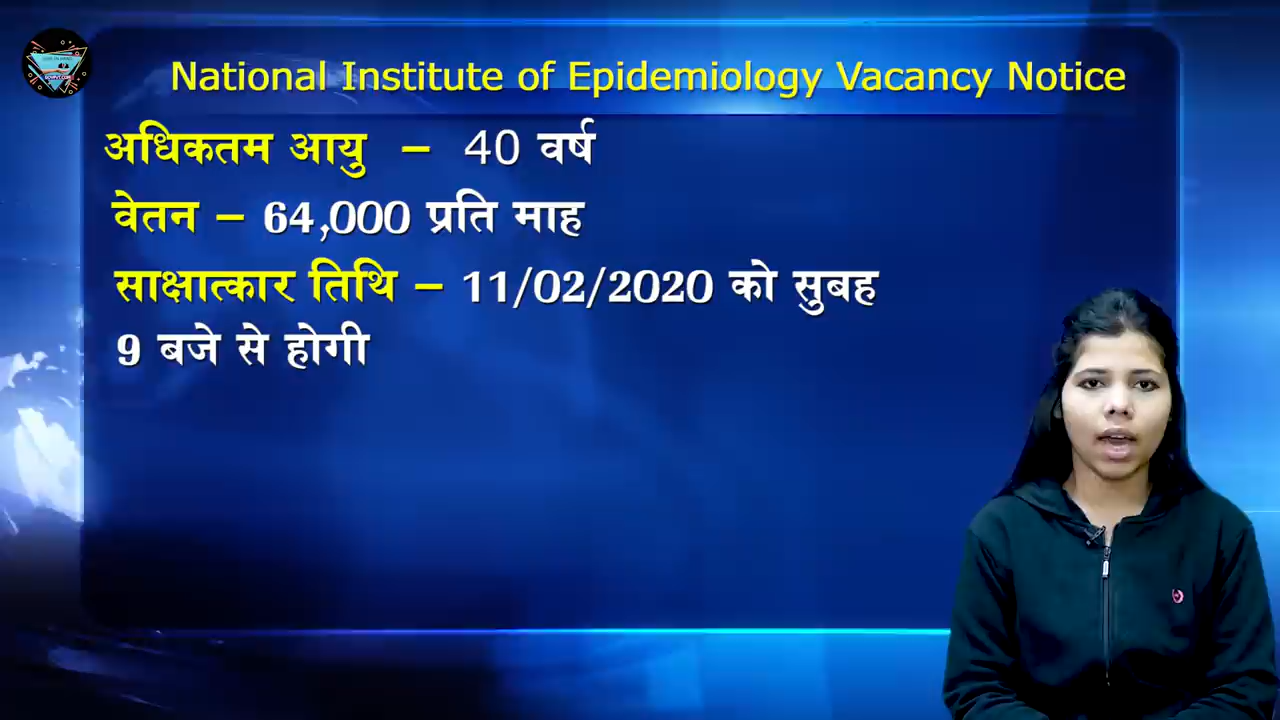 National Institute of Epidemiology Vacancy Notice
अधिकतम आयु – 40 वर्ष
वेतन – 64,000 प्रति माह
साक्षात्कार तिथि – 11/02/2020 को सुबह
9 बजे से होगी